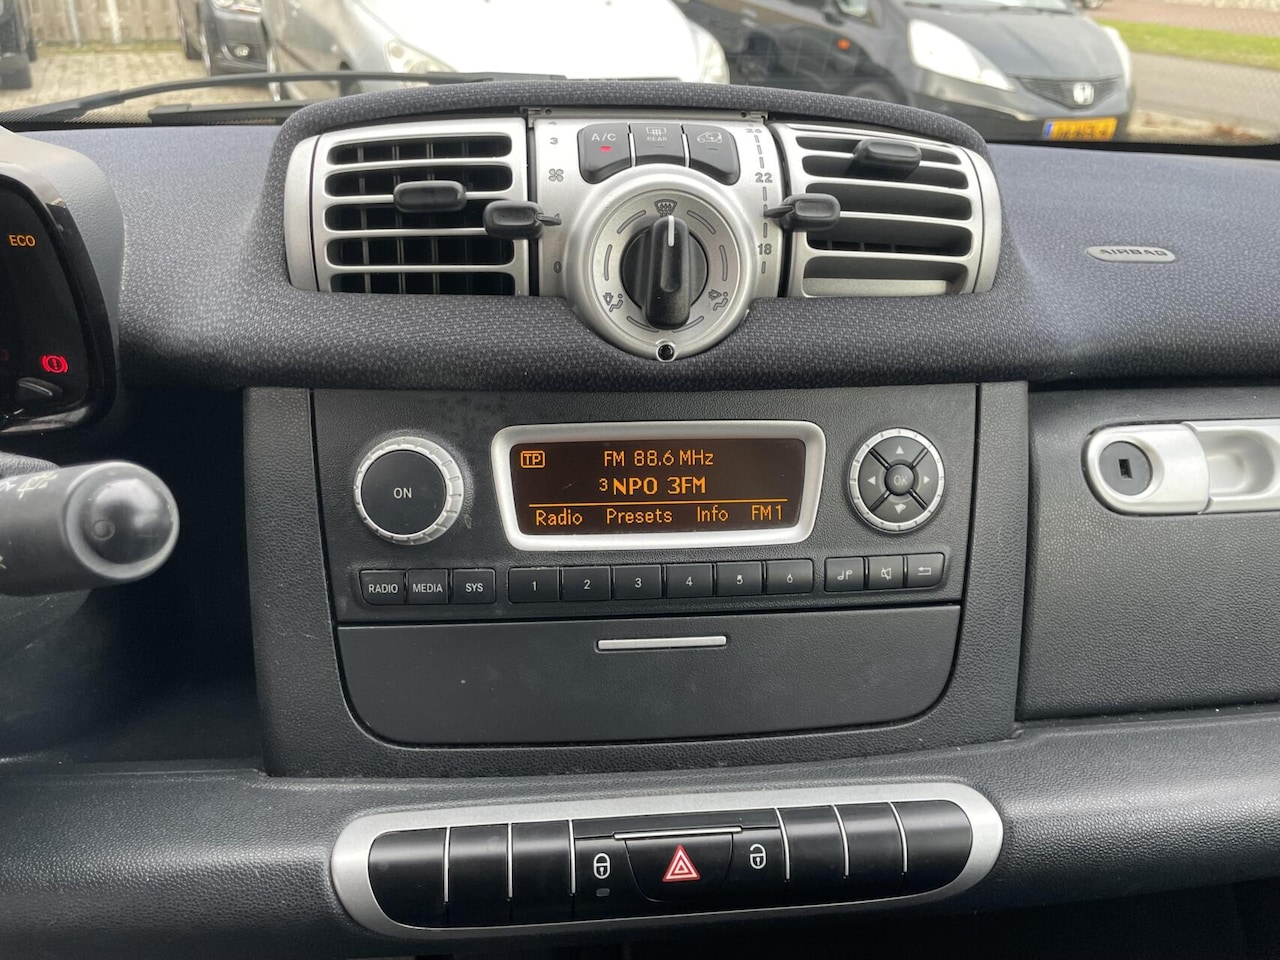 A/C
REAR
24
3
22
1
18
0
ECO
AIRBAG
TP FM 88.6 MHz
3 NPO 3FM
Radio Presets Info FM1
ON
OK
RADIO MEDIA SYS 1 2 3 4 5 6